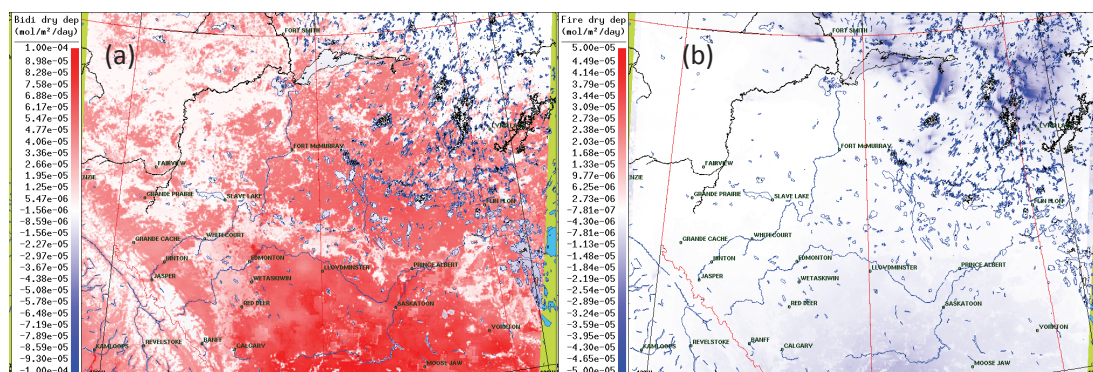 Bidi dry dep
(mol/m²/day)
1.00e-04
8.98e-05
8.28e-05
7.58e-05
6.88e-05
6.17e-05
5.47e-05
4.77e-05
4.06e-05
3.36e-05
2.66e-05
1.95e-05
1.25e-05
5.47e-06
-1.56e-06
-8.59e-06
-1.56e-05
-2.27e-05
-2.97e-05
-3.67e-05
-4.38e-05
-5.08e-05
-5.78e-05
-6.48e-05
-7.19e-05
-7.89e-05
-8.59e-05
-9.30e-05
-1.00e-04
(a)
FORT SMITH
FORT McMURRAY
FAIRVIEW
NZIE
GRANDE PRAIRIE
SLAVE LAKE
FLIN FLON
GRANDE CACHE
WHITECOURT
HINTON
EDMONTON
LLOYDMINSTER
PRINCE ALBERT
JASPER
WETASKIWIN
RED DEER
SASKATOON
YORKTON
KAMLOOPS
REVELSTOKE
BANFF
CALGARY
MOOSE JAW
Fire dry dep
(mol/m²/day)
5.00e-05
4.49e-05
4.14e-05
3.79e-05
3.44e-05
3.09e-05
2.73e-05
2.38e-05
2.03e-05
1.68e-05
1.33e-05
9.77e-06
6.25e-06
2.73e-06
-7.81e-07
-4.30e-06
-7.81e-06
-1.13e-05
-1.48e-05
-1.84e-05
-2.19e-05
-2.54e-05
-2.89e-05
-3.24e-05
-3.59e-05
-3.95e-05
-4.30e-05
-4.65e-05
-5.00e-05
(b)
FORT SMITH
FORT McMURRAY
FAIRVIEW
ENZIE
GRANDE PRAIRIE
SLAVE LAKE
FLIN FLON
GRANDE CACHE
WHITECOURT
HINTON
EDMONTON
LLOYDMINSTER
PRINCE ALBERT
JASPER
WETASKIWIN
RED DEER
SASKATOON
YORKTON
KAMLOOPS
REVELSTOKE
BANFF
CALGARY
MOOSE JAW